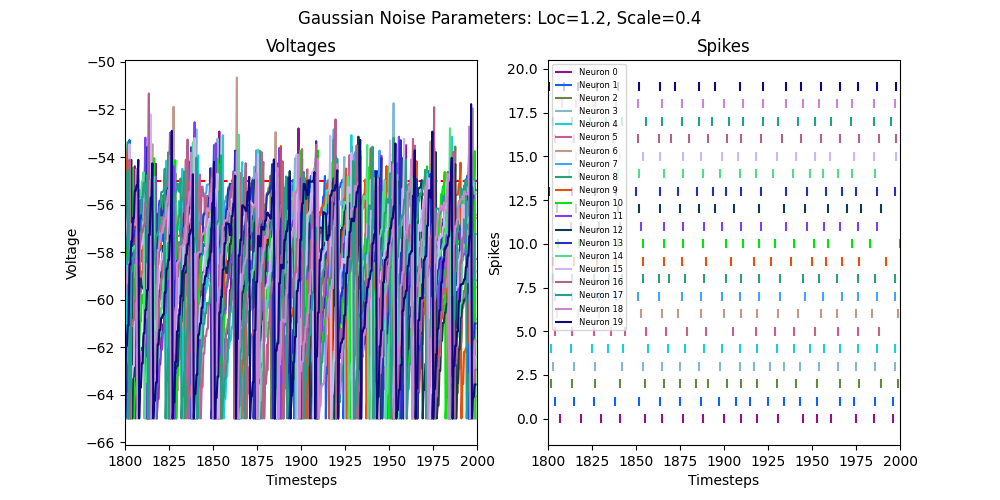 Gaussian Noise Parameters: Loc=1.2, Scale=0.4
Voltages
−50
−52
−54
−56
−58
−60
−62
−64
−66
Voltage
1800
1825
1850
1875
1900
1925
1950
1975
2000
Timesteps
Spikes
20.0
17.5
15.0
12.5
10.0
7.5
5.0
2.5
0.0
Spikes
Neuron 0
Neuron 1
Neuron 2
Neuron 3
Neuron 4
Neuron 5
Neuron 6
Neuron 7
Neuron 8
Neuron 9
Neuron 10
Neuron 11
Neuron 12
Neuron 13
Neuron 14
Neuron 15
Neuron 16
Neuron 17
Neuron 18
Neuron 19
1800
1825
1850
1875
1900
1925
1950
1975
2000
Timesteps